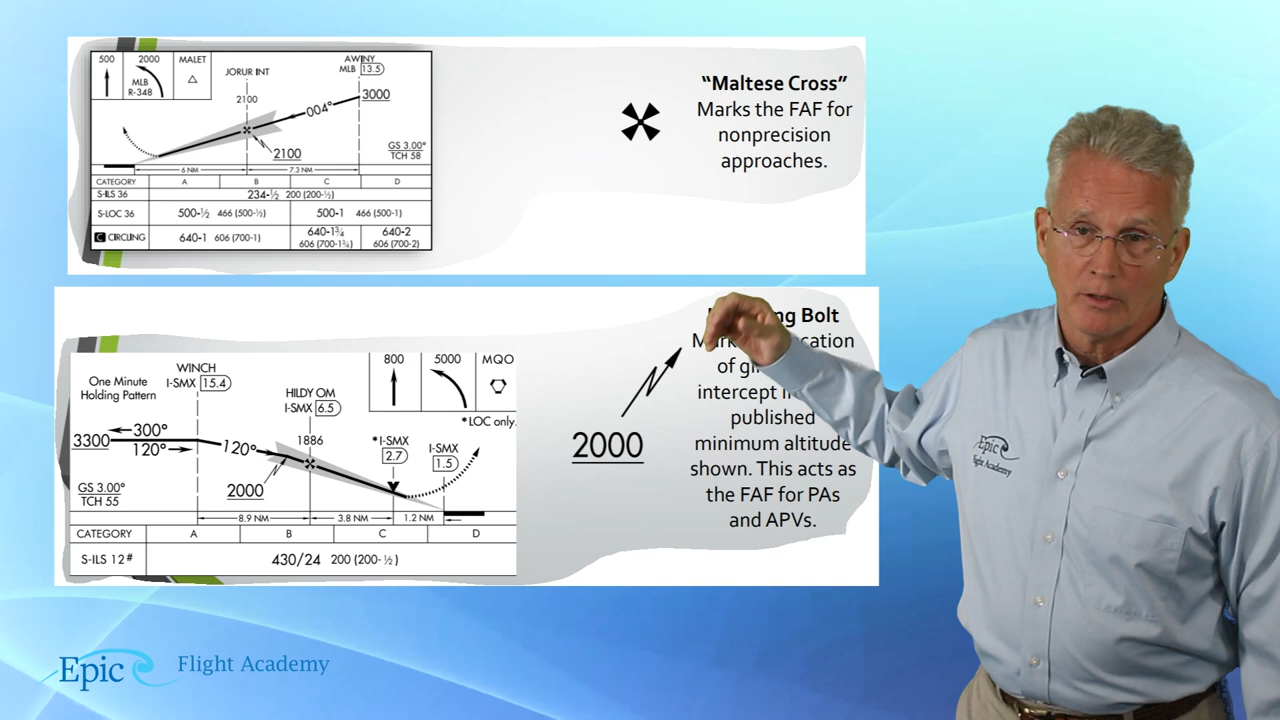 500
2000
MALET
MLB
R-348
JORUR INT
AWINY
MLB 13.5
2100
004°
3000
2100
GS 3.00°
TCH 58
6 NM
7.3 NM
CATEGORY A B C D
S-ILS 36 234-½ 200 (200-½)
S-LOC 36 500-½ 466 (500-½) 500-1 466 (500-1)
C CIRCLING 640-1 606 (700-1) 640-1¾ 606 (700-1¾) 640-2 606 (700-2)
“Maltese Cross”
Marks the FAF for
nonprecision
approaches.
One Minute
Holding Pattern
WINCH
I-SMX 15.4
HILDY OM
I-SMX 6.5
800
5000
MQO
*LOC only.
3300
300°
120°
120°
1886
2000
*I-SMX
2.7
I-SMX
1.5
GS 3.00°
TCH 55
8.9 NM
3.8 NM
1.2 NM
CATEGORY A B C D
S-ILS 12# 430/24 200 (200-½)
2000
Bolt
of
intercept
published
minimum altitude
shown. This acts as
the FAF for PAs
and APVs.
Epic
Flight Academy
Epic Flight Academy